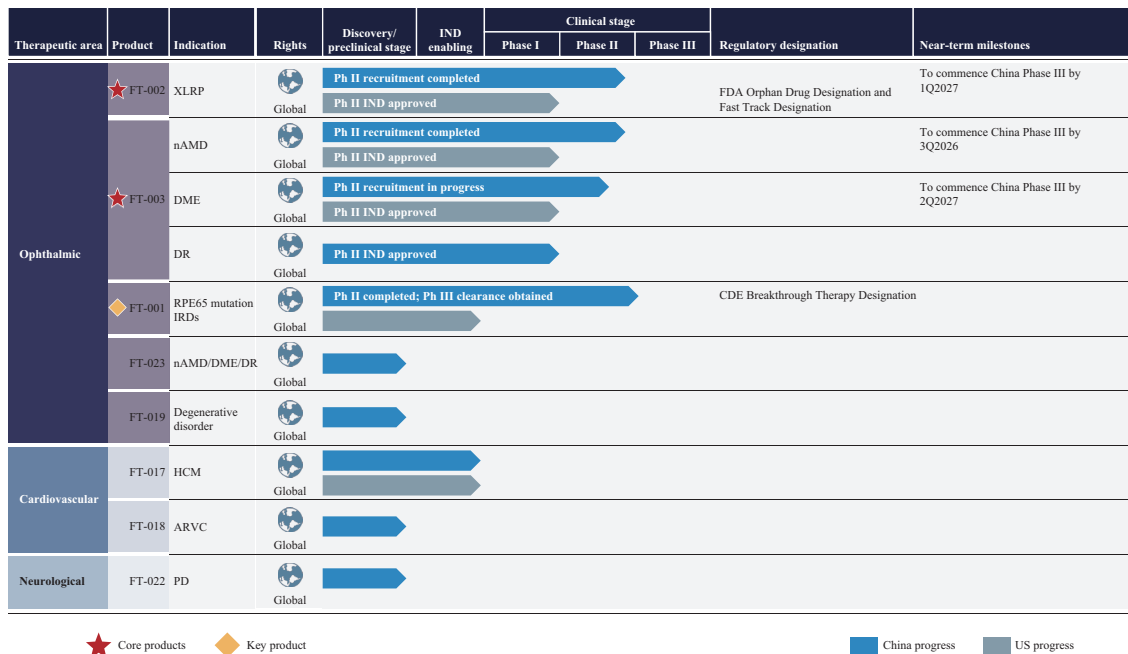 Therapeutic area
Product
Indication
Rights
Discovery/
preclinical stage
IND
enabling
Clinical stage
Phase I
Phase II
Phase III
Regulatory designation
Near-term milestones
Ophthalmic
FT-002
XLRP
Global
Ph II recruitment completed
Ph II IND approved
FDA Orphan Drug Designation and
Fast Track Designation
To commence China Phase III by
1Q2027
FT-003
nAMD
Global
Ph II recruitment completed
Ph II IND approved
To commence China Phase III by
3Q2026
DME
Global
Ph II recruitment in progress
Ph II IND approved
To commence China Phase III by
2Q2027
DR
Global
Ph II IND approved
FT-001
RPE65 mutation
IRDs
Global
Ph II completed; Ph III clearance obtained
CDE Breakthrough Therapy Designation
FT-023
nAMD/DME/DR
Global
FT-019
Degenerative
disorder
Global
Cardiovascular
FT-017
HCM
Global
FT-018
ARVC
Global
Neurological
FT-022
PD
Global
Core products
Key product
China progress
US progress